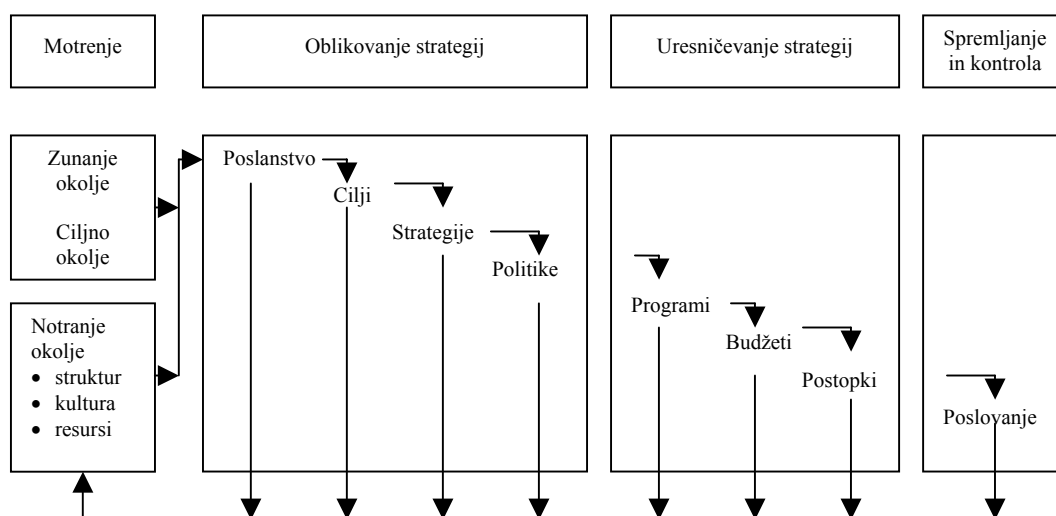 Motrenje
Oblikovanje strategij
Uresničevanje strategij
Spremljanje
in kontrola
Zunanje
okolje
Ciljno
okolje
Notranje
okolje
• struktur
• kultura
• resursi
Poslanstvo
Cilji
Strategije
Politike
Programi
Budžeti
Postopki
Poslovanje